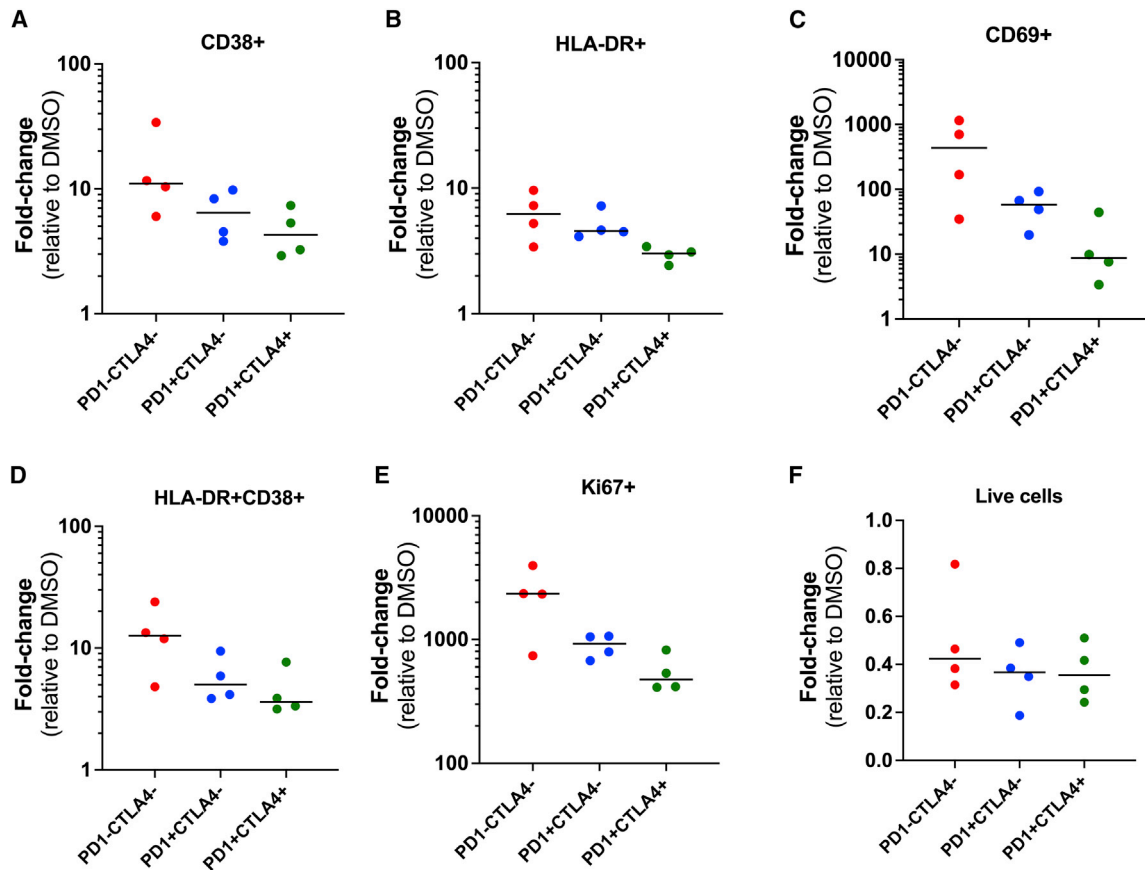 A
CD38+
Fold-change
(relative to DMSO)
100
10
1
PD1-CTLA4-
PD1+CTLA4-
PD1+CTLA4+
B
HLA-DR+
Fold-change
(relative to DMSO)
100
10
1
PD1-CTLA4-
PD1+CTLA4-
PD1+CTLA4+
C
CD69+
Fold-change
(relative to DMSO)
10000
1000
100
10
1
PD1-CTLA4-
PD1+CTLA4-
PD1+CTLA4+
D
HLA-DR+CD38+
Fold-change
(relative to DMSO)
100
10
1
PD1-CTLA4-
PD1+CTLA4-
PD1+CTLA4+
E
Ki67+
Fold-change
(relative to DMSO)
10000
1000
100
PD1-CTLA4-
PD1+CTLA4-
PD1+CTLA4+
F
Live cells
Fold-change
(relative to DMSO)
1.0
0.8
0.6
0.4
0.2
0.0
PD1-CTLA4-
PD1+CTLA4-
PD1+CTLA4+